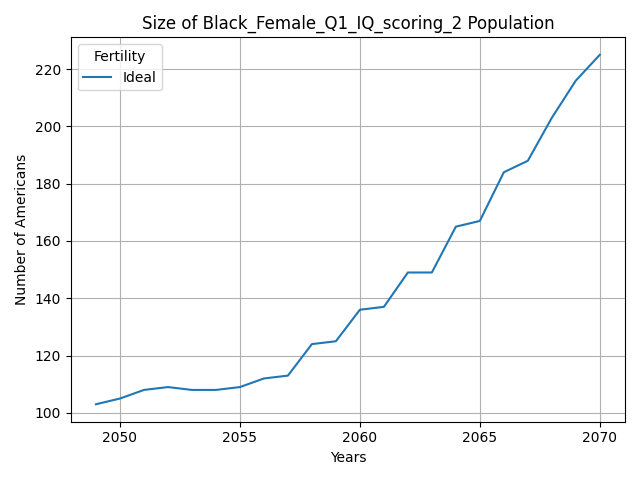 Size of Black_Female_Q1_IQ_scoring_2 Population
Fertility
Ideal
Number of Americans
220
200
180
160
140
120
100
2050 2055 2060 2065 2070
Years